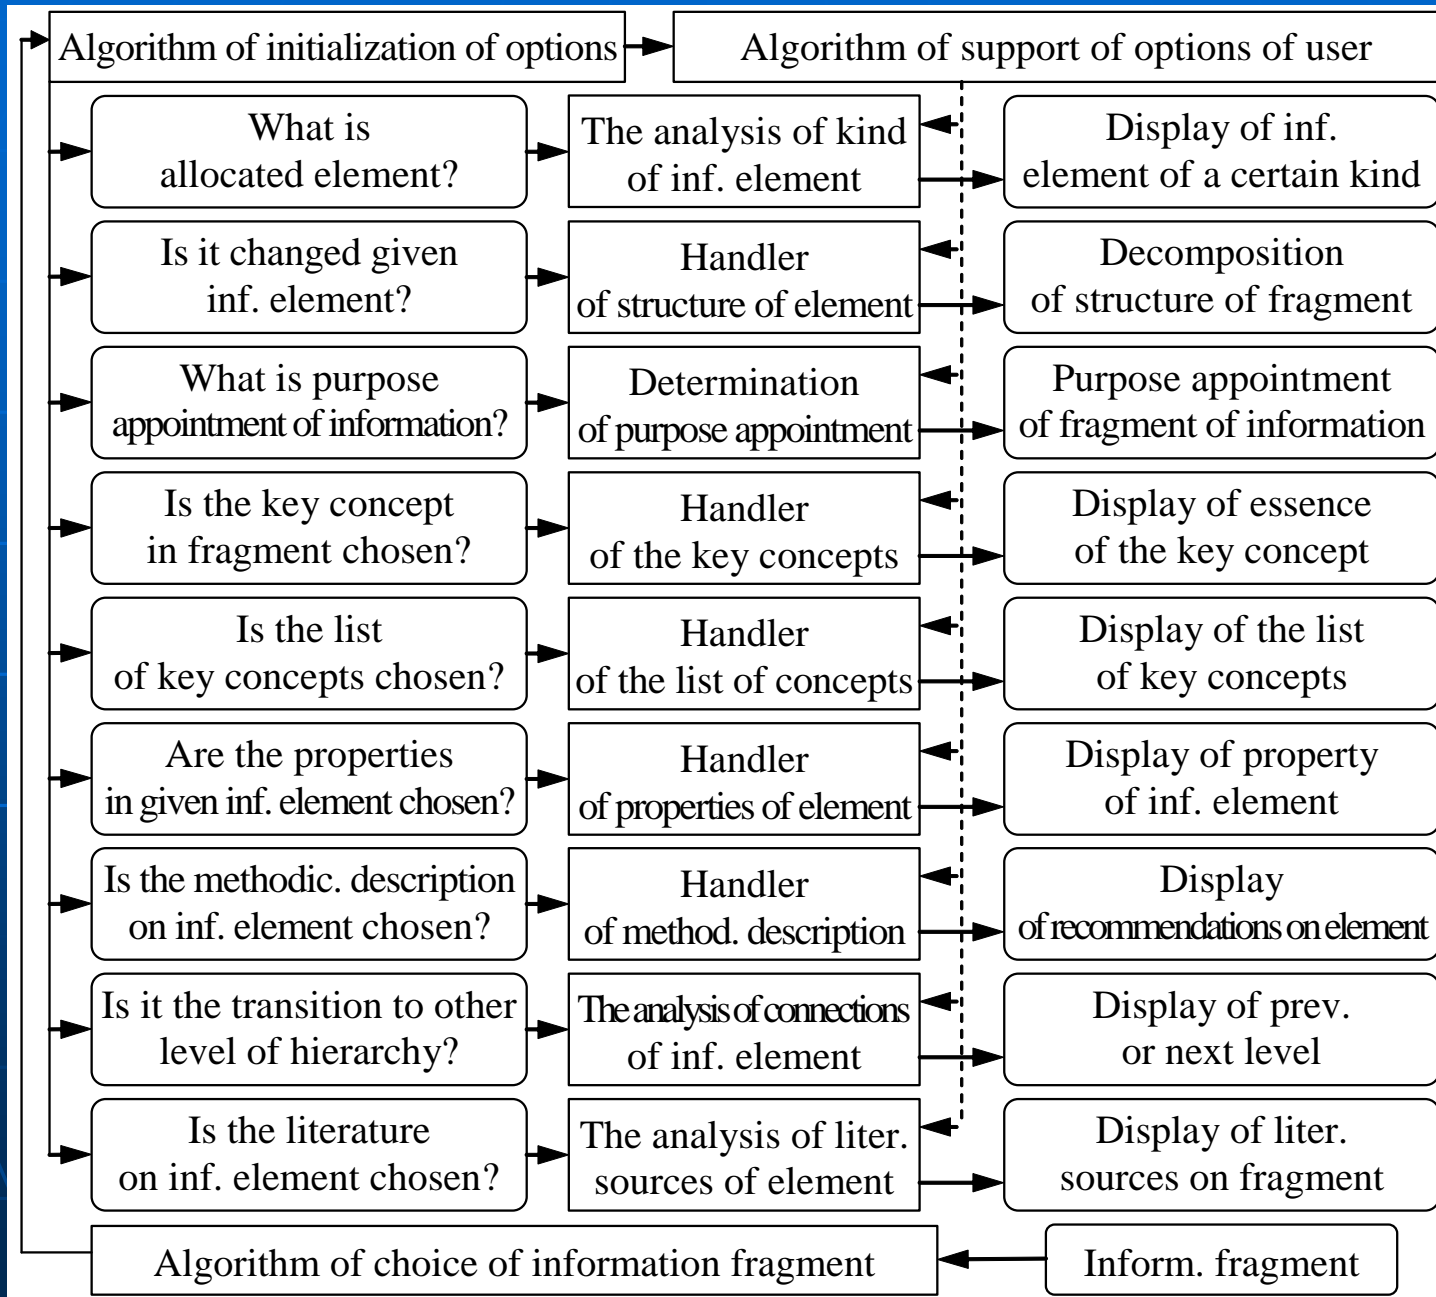 Algorithm of initialization of options
Algorithm of support of options of user
What is
allocated element?
The analysis of kind
of inf. element
Display of inf.
element of a certain kind
Is it changed given
inf. element?
Handler
of structure of element
Decomposition
of structure of fragment
What is purpose
appointment of information?
Determination
of purpose appointment
Purpose appointment
of fragment of information
Is the key concept
in fragment chosen?
Handler
of the key concepts
Display of essence
of the key concept
Is the list
of key concepts chosen?
Handler
of the list of concepts
Display of the list
of key concepts
Are the properties
in given inf. element chosen?
Handler
of properties of element
Display of property
of inf. element
Is the methodic. description
on inf. element chosen?
Handler
of method. description
Display
of recommendations on element
Is it the transition to other
level of hierarchy?
The analysis of connections
of inf. element
Display of prev.
or next level
Is the literature
on inf. element chosen?
The analysis of liter.
sources of element
Display of liter.
sources on fragment
Algorithm of choice of information fragment
Inform. fragment